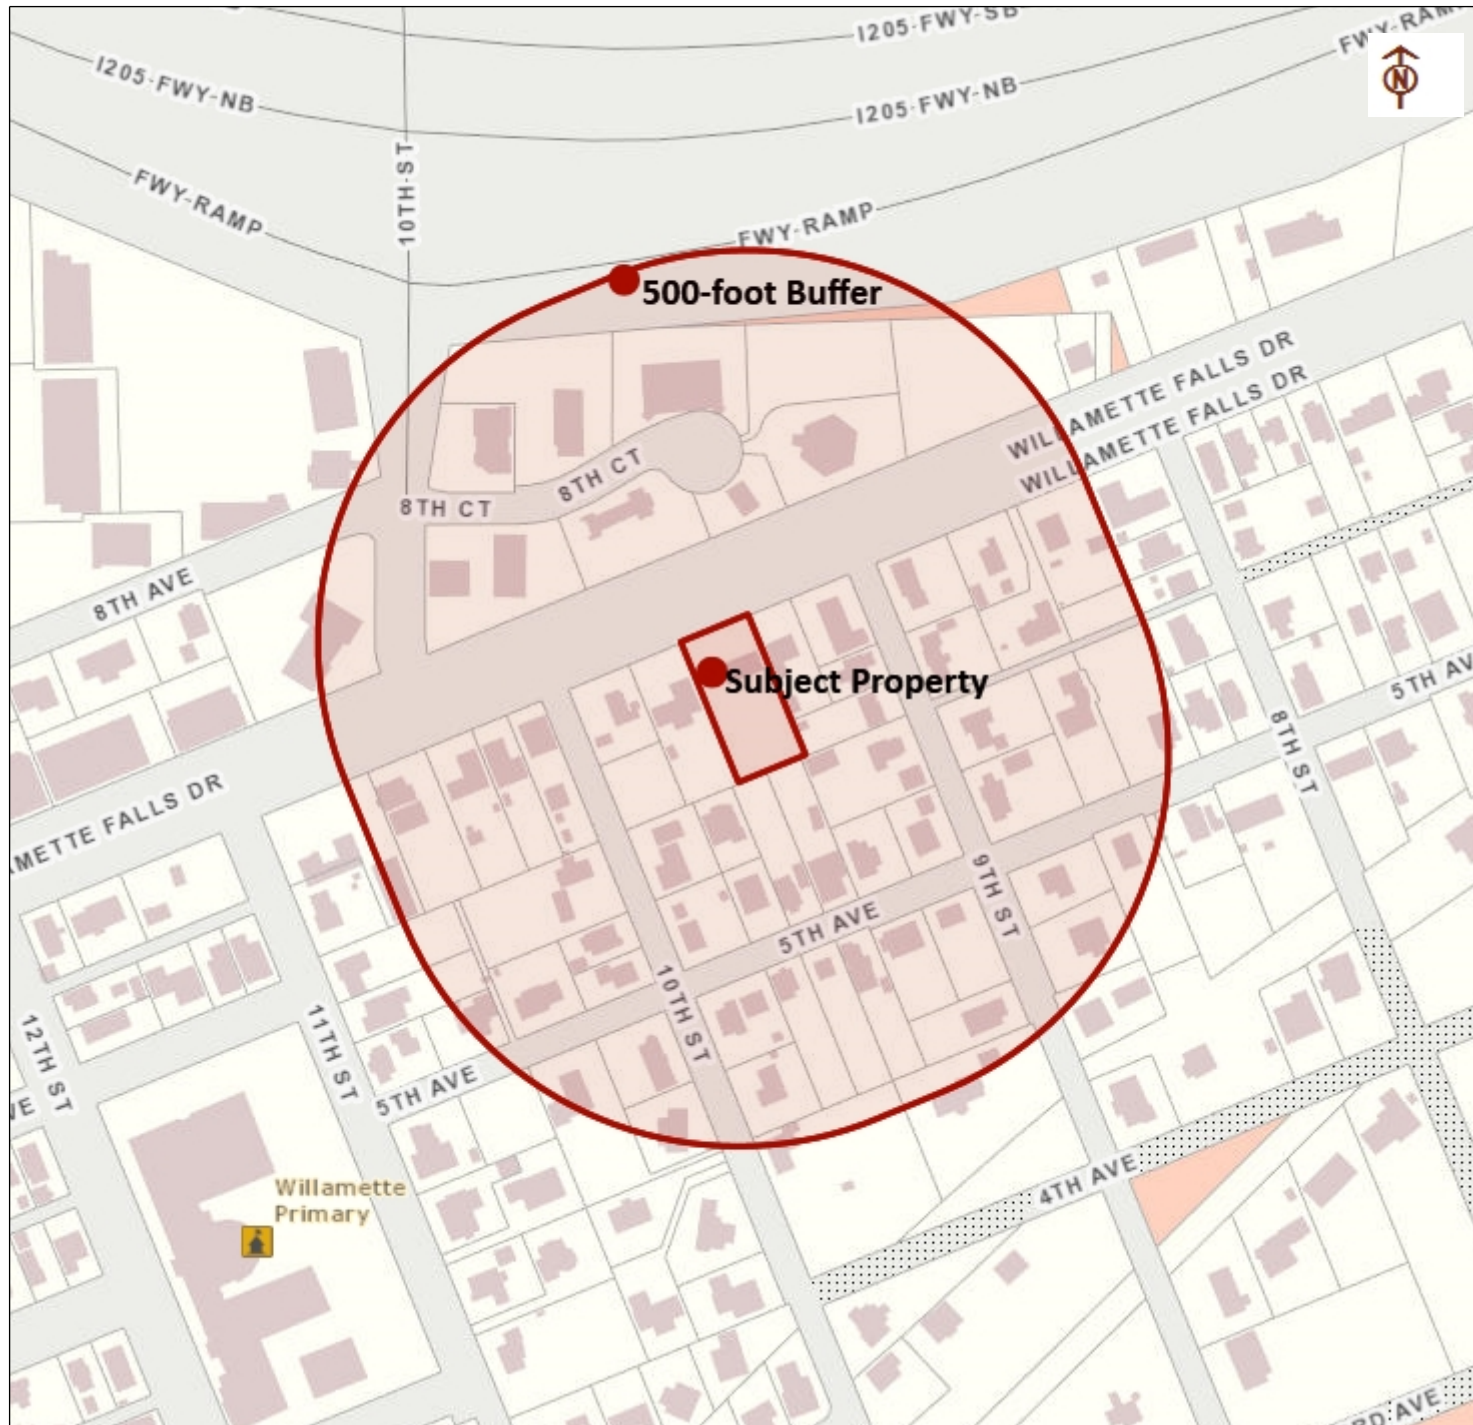 I205-FWY-SB
FWY-RAMP
N
I205-FWY-NB
I205-FWY-NB
10TH-ST
FWY-RAMP
FWY-RAMP
500-foot Buffer
WILLAMETTE FALLS DR
WILLAMETTE FALLS DR
8TH CT
8TH CT
8TH AVE
Subject Property
5TH AV
8TH ST
AMETTE FALLS DR
9TH ST
5TH AVE
10TH ST
12TH ST
11TH ST
5TH AVE
VE
4TH AVE
Willamette
Primary
RD AVE